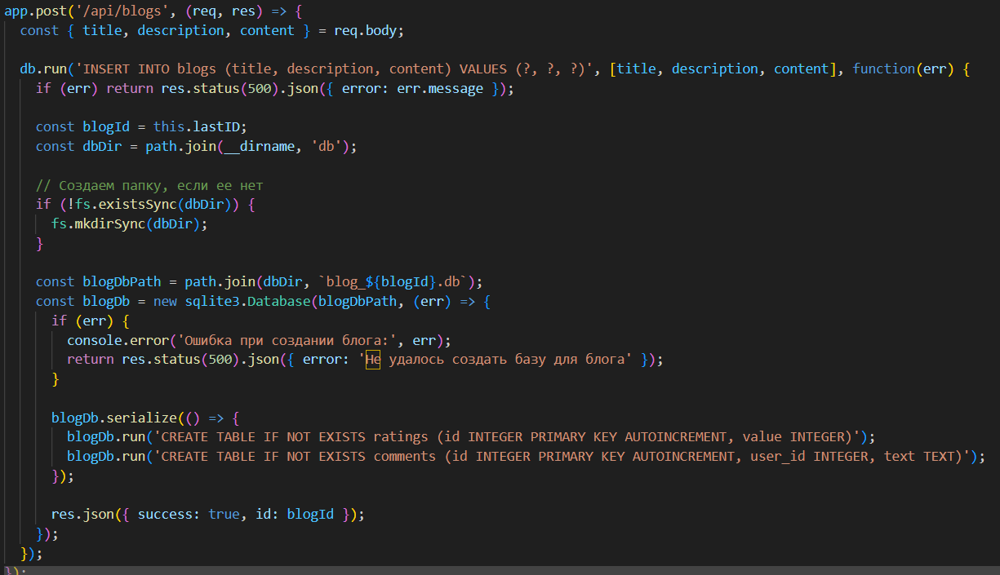 app.post('/api/blogs', (req, res) => {
const { title, description, content } = req.body;
db.run('INSERT INTO blogs (title, description, content) VALUES (?, ?, ?)', [title, description, content], function(err) {
if (err) return res.status(500).json({ error: err.message });
const blogId = this.lastID;
const dbDir = path.join(__dirname, 'db');
// Создаем папку, если ее нет
if (!fs.existsSync(dbDir)) {
fs.mkdirSync(dbDir);
}
const blogDbPath = path.join(dbDir, `blog_${blogId}.db`);
const blogDb = new sqlite3.Database(blogDbPath, (err) => {
if (err) {
console.error('Ошибка при создании блога:', err);
return res.status(500).json({ error: 'Не удалось создать базу для блога' });
}
blogDb.serialize(() => {
blogDb.run('CREATE TABLE IF NOT EXISTS ratings (id INTEGER PRIMARY KEY AUTOINCREMENT, value INTEGER)');
blogDb.run('CREATE TABLE IF NOT EXISTS comments (id INTEGER PRIMARY KEY AUTOINCREMENT, user_id INTEGER, text TEXT)');
});
res.json({ success: true, id: blogId });
});
});
});